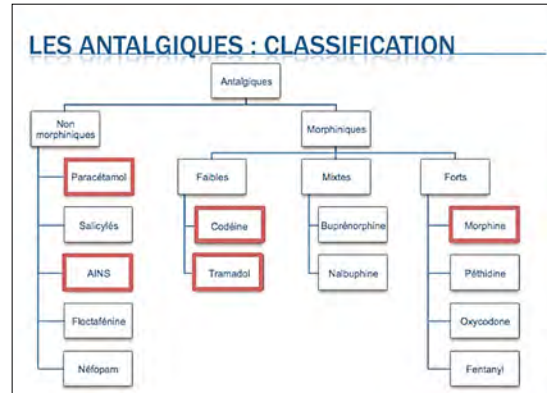 LES ANTALGIQUES : CLASSIFICATION
Antalgiques
Non
morphiniques
Morphiniques
Paracétamol
Salicylés
AINS
Floctafénine
Néfopam
Faibles
Codéine
Tramadol
Mixtes
Buprénorphine
Nalbuphine
Forts
Morphine
Péthidine
Oxycodone
Fentanyl